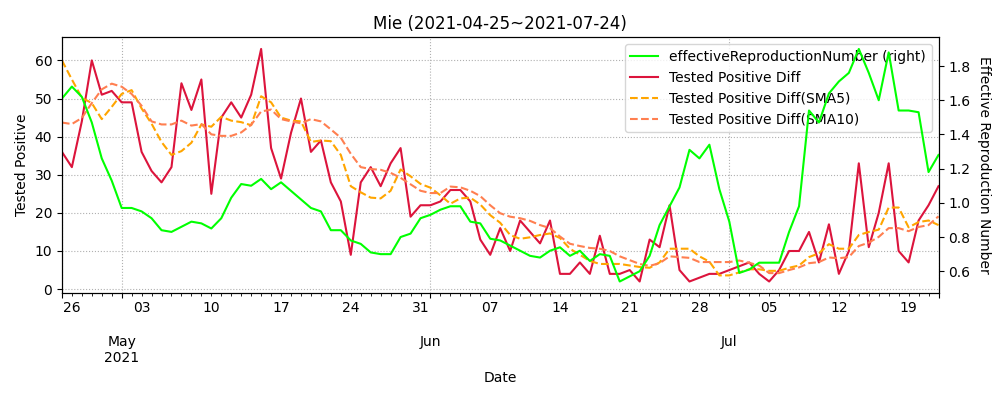 Mie (2021-04-25~2021-07-24)
effectiveReproductionNumber (right)
Tested Positive Diff
Tested Positive Diff(SMA5)
Tested Positive Diff(SMA10)
Tested Positive
60
50
40
30
20
10
0
Effective Reproduction Number
1.8
1.6
1.4
1.2
1.0
0.8
0.6
26 03 10 17 24 31 07 14 21 28 05 12 19
May Jun Jul
2021
Date